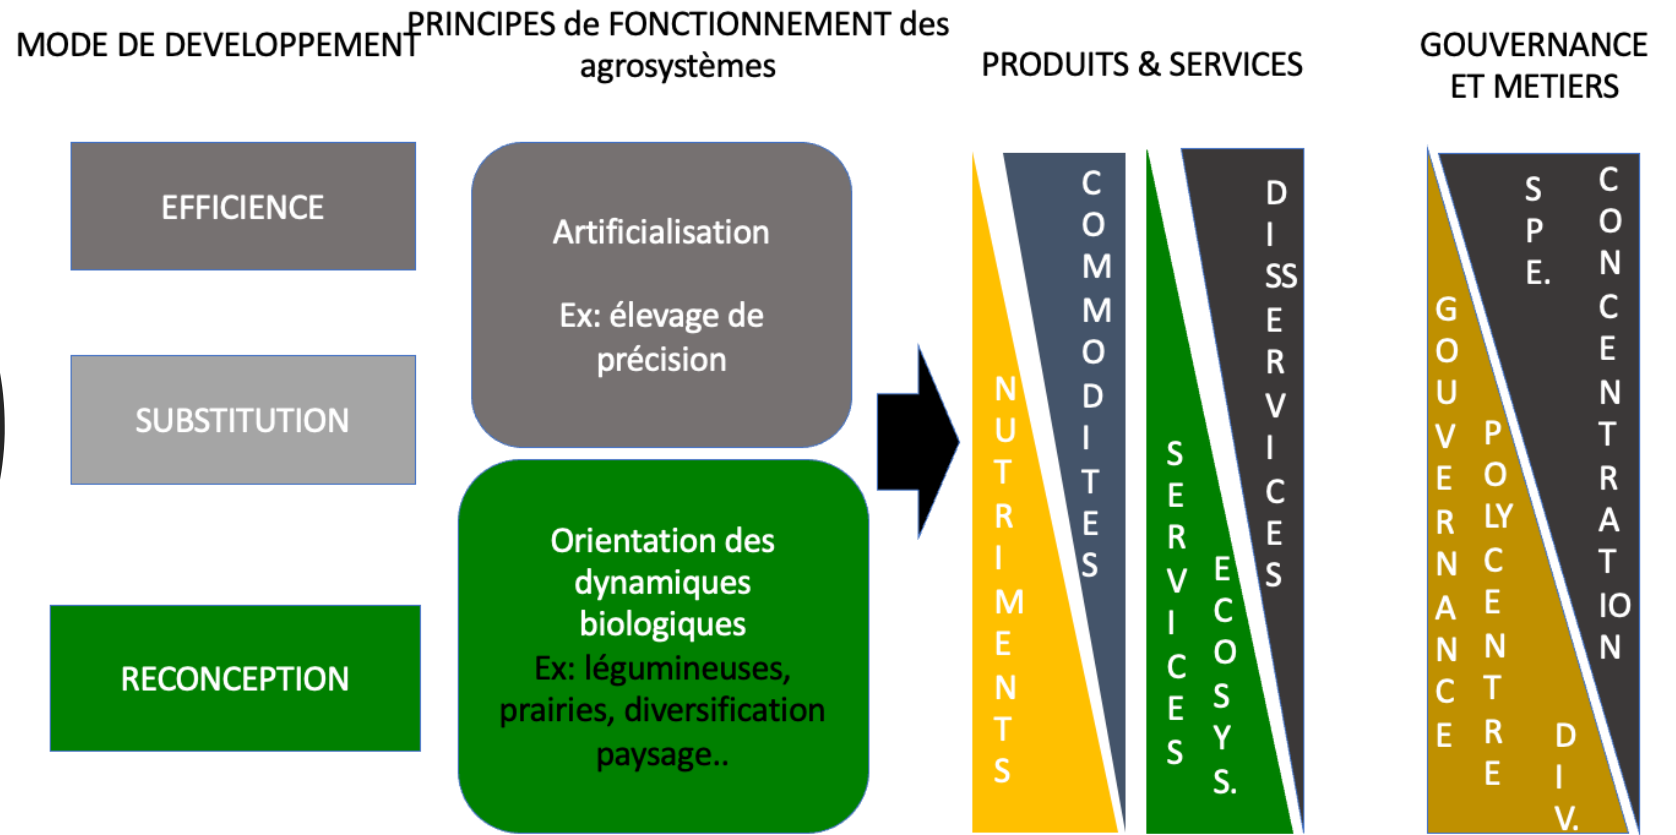 MODE DE DEVELOPPEMENT
PRINCIPES de FONCTIONNEMENT des
agrosystèmes
PRODUITS & SERVICES
GOUVERNANCE
ET METIERS
EFFICIENCE
SUBSTITUTION
RECONCEPTION
Artificialisation
Ex: élevage de
précision
Orientation des
dynamiques
biologiques
Ex: légumineuses,
prairies, diversification
paysage..
NUTRIMENTS
COMMODITES
SERVICES
ECOSYS.
DISSERVICES
GOUVERNANCE
POLYCENTRE
DIV.
SPE.
CONCENTRATION